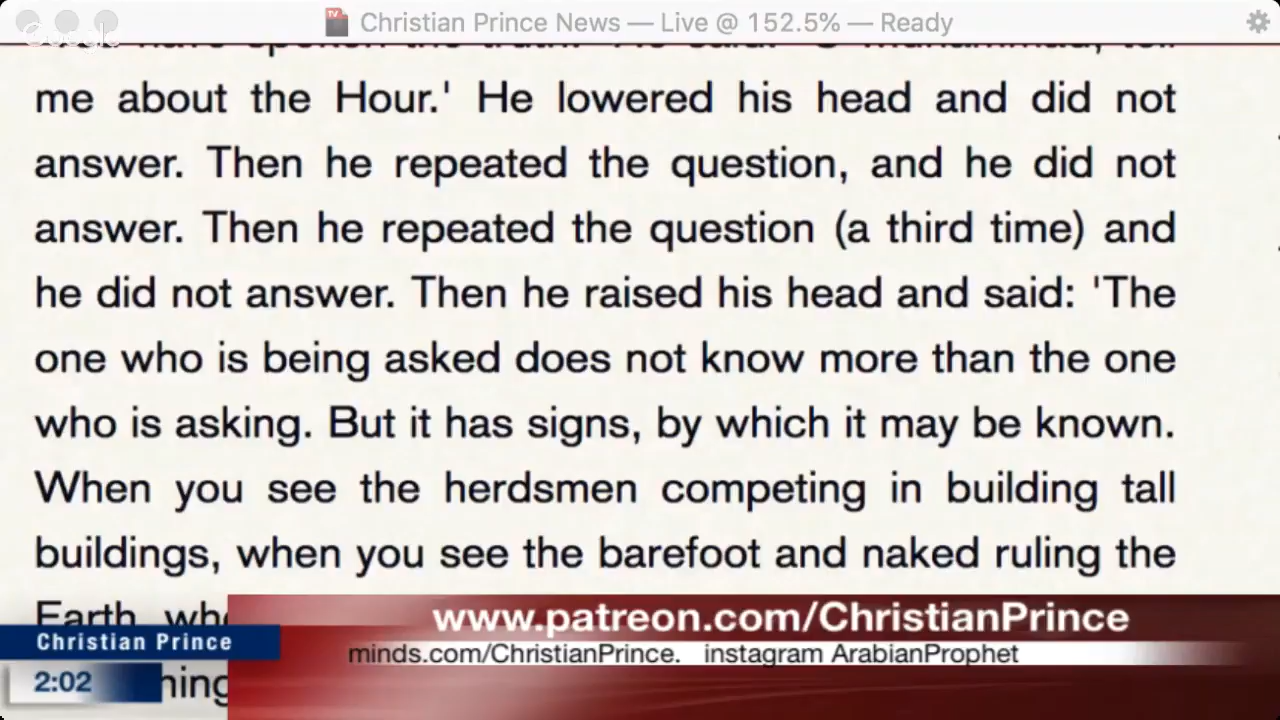 Christian Prince News — Live @ 152.5% — Ready
Google
me about the Hour.' He lowered his head and did not
answer. Then he repeated the question, and he did not
answer. Then he repeated the question (a third time) and
he did not answer. Then he raised his head and said: 'The
one who is being asked does not know more than the one
who is asking. But it has signs, by which it may be known.
When you see the herdsmen competing in building tall
buildings, when you see the barefoot and naked ruling the
Earth, 
www.patreon.com/ChristianPrince
Christian Prince
minds.com/ChristianPrince. instagram ArabianProphet
2:02